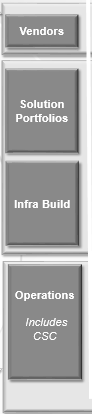 Vendors
Solution
Portfolios
Infra Build
Operations
Includes
CSC